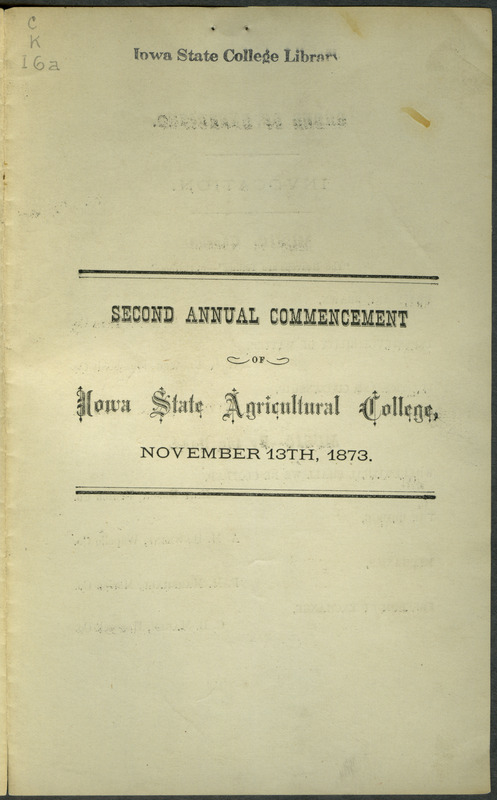 C
K
16a
Iowa State College Library
SECOND ANNUAL COMMENCEMENT
OF
Iowa State Agricultural College,
NOVEMBER 13TH, 1873.